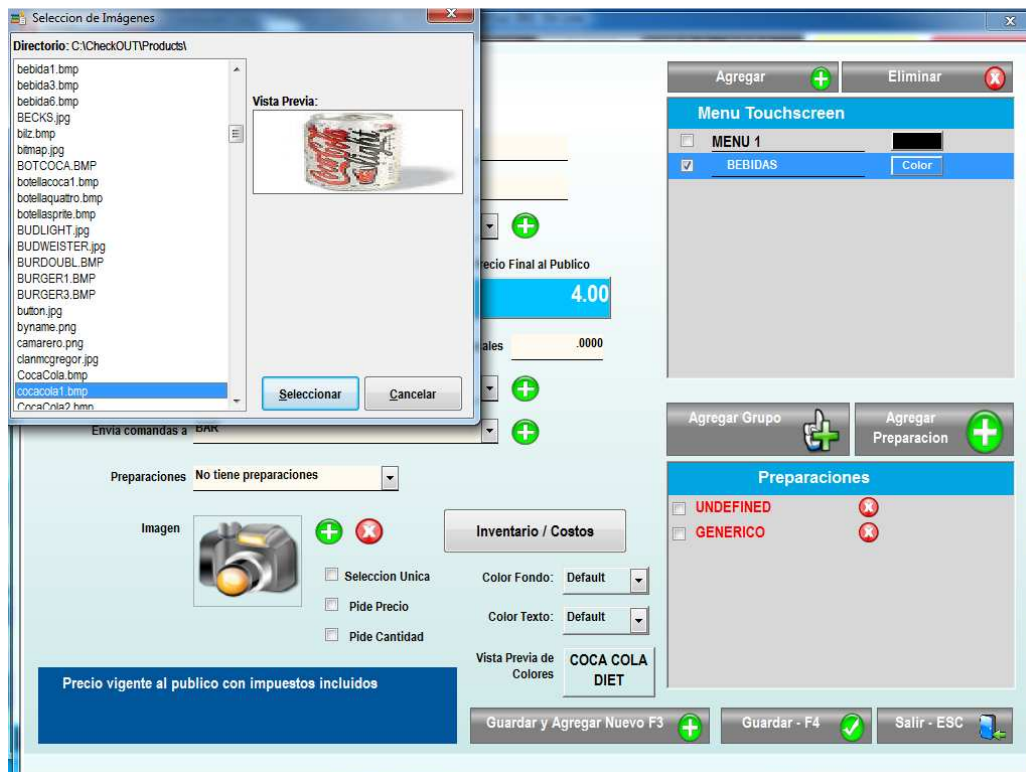 Seleccion de Imágenes
Directorio: C:\CheckOUT\Products\
bebida1.bmp
bebida3.bmp
bebida6.bmp
BECKS.jpg
bilz.bmp
bitmap.jpg
BOTCOCA.BMP
botellacoca1.bmp
botellaquatro.bmp
botellasprite.bmp
BUDLIGHT.jpg
BUDWEISTER.jpg
BURDOUBL.BMP
BURGER1.BMP
BURGER3.BMP
button.jpg
byname.png
camarero.png
clanmcgregor.jpg
CocaCola.bmp
cocacola1.bmp
CocaCola2.bmp
Vista Previa:
Coca-Cola
light
Seleccionar
Cancelar
recio Final al Publico
4.00
ales
.0000
Envia comandas a BAR
Preparaciones No tiene preparaciones
Imagen
Seleccion Unica
Pide Precio
Pide Cantidad
Inventario / Costos
Color Fondo: Default
Color Texto: Default
Vista Previa de Colores
COCA COLA
DIET
Precio vigente al publico con impuestos incluidos
Agregar
Eliminar
Menu Touchscreen
MENU 1
BEBIDAS
Color
Agregar Grupo
Agregar
Preparacion
Preparaciones
UNDEFINED
GENERICO
Guardar y Agregar Nuevo F3
Guardar - F4
Salir - ESC